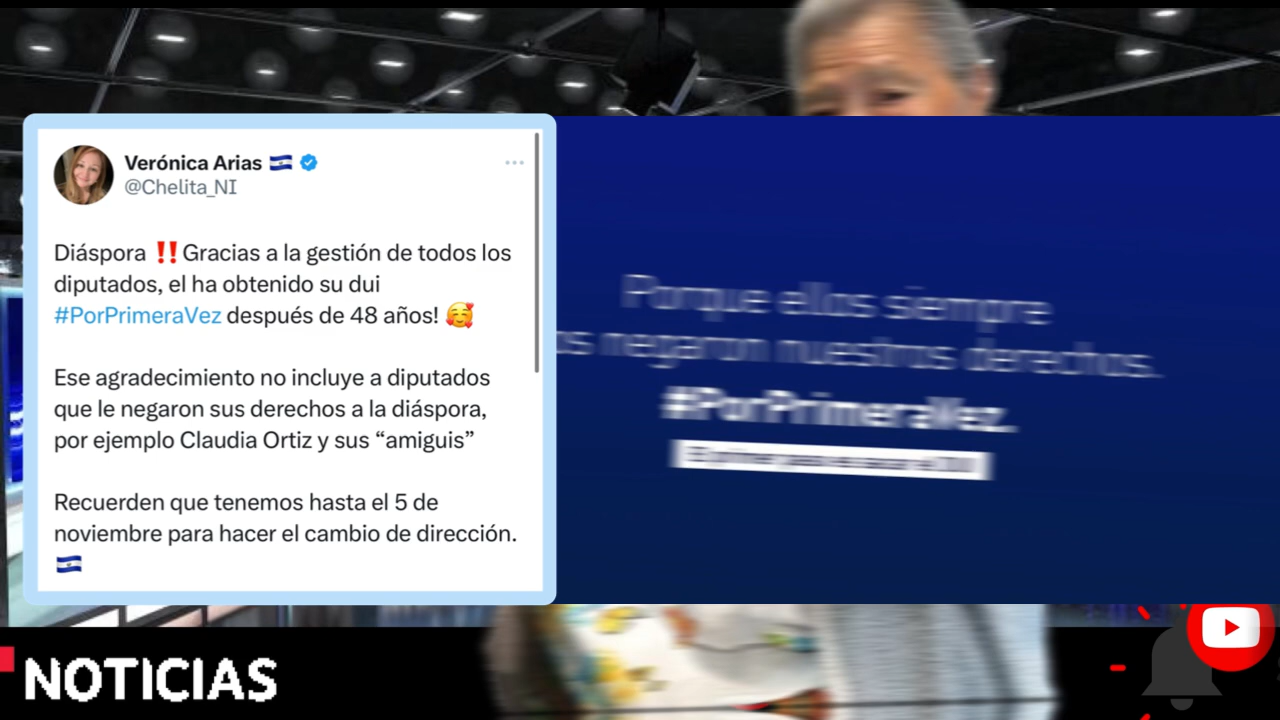 Verónica Arias
@Chelita_NI
Diáspora ‼️Gracias a la gestión de todos los
diputados, el ha obtenido su dui
#PorPrimeraVez después de 48 años! 🥰
Ese agradecimiento no incluye a diputados
que le negaron sus derechos a la diáspora,
por ejemplo Claudia Ortiz y sus “amiguis”
Recuerden que tenemos hasta el 5 de
noviembre para hacer el cambio de dirección.
🇸🇻
Porque ellos siempre
os negaron nuestros derechos.
#PorPrimeraVez.
NOTICIAS